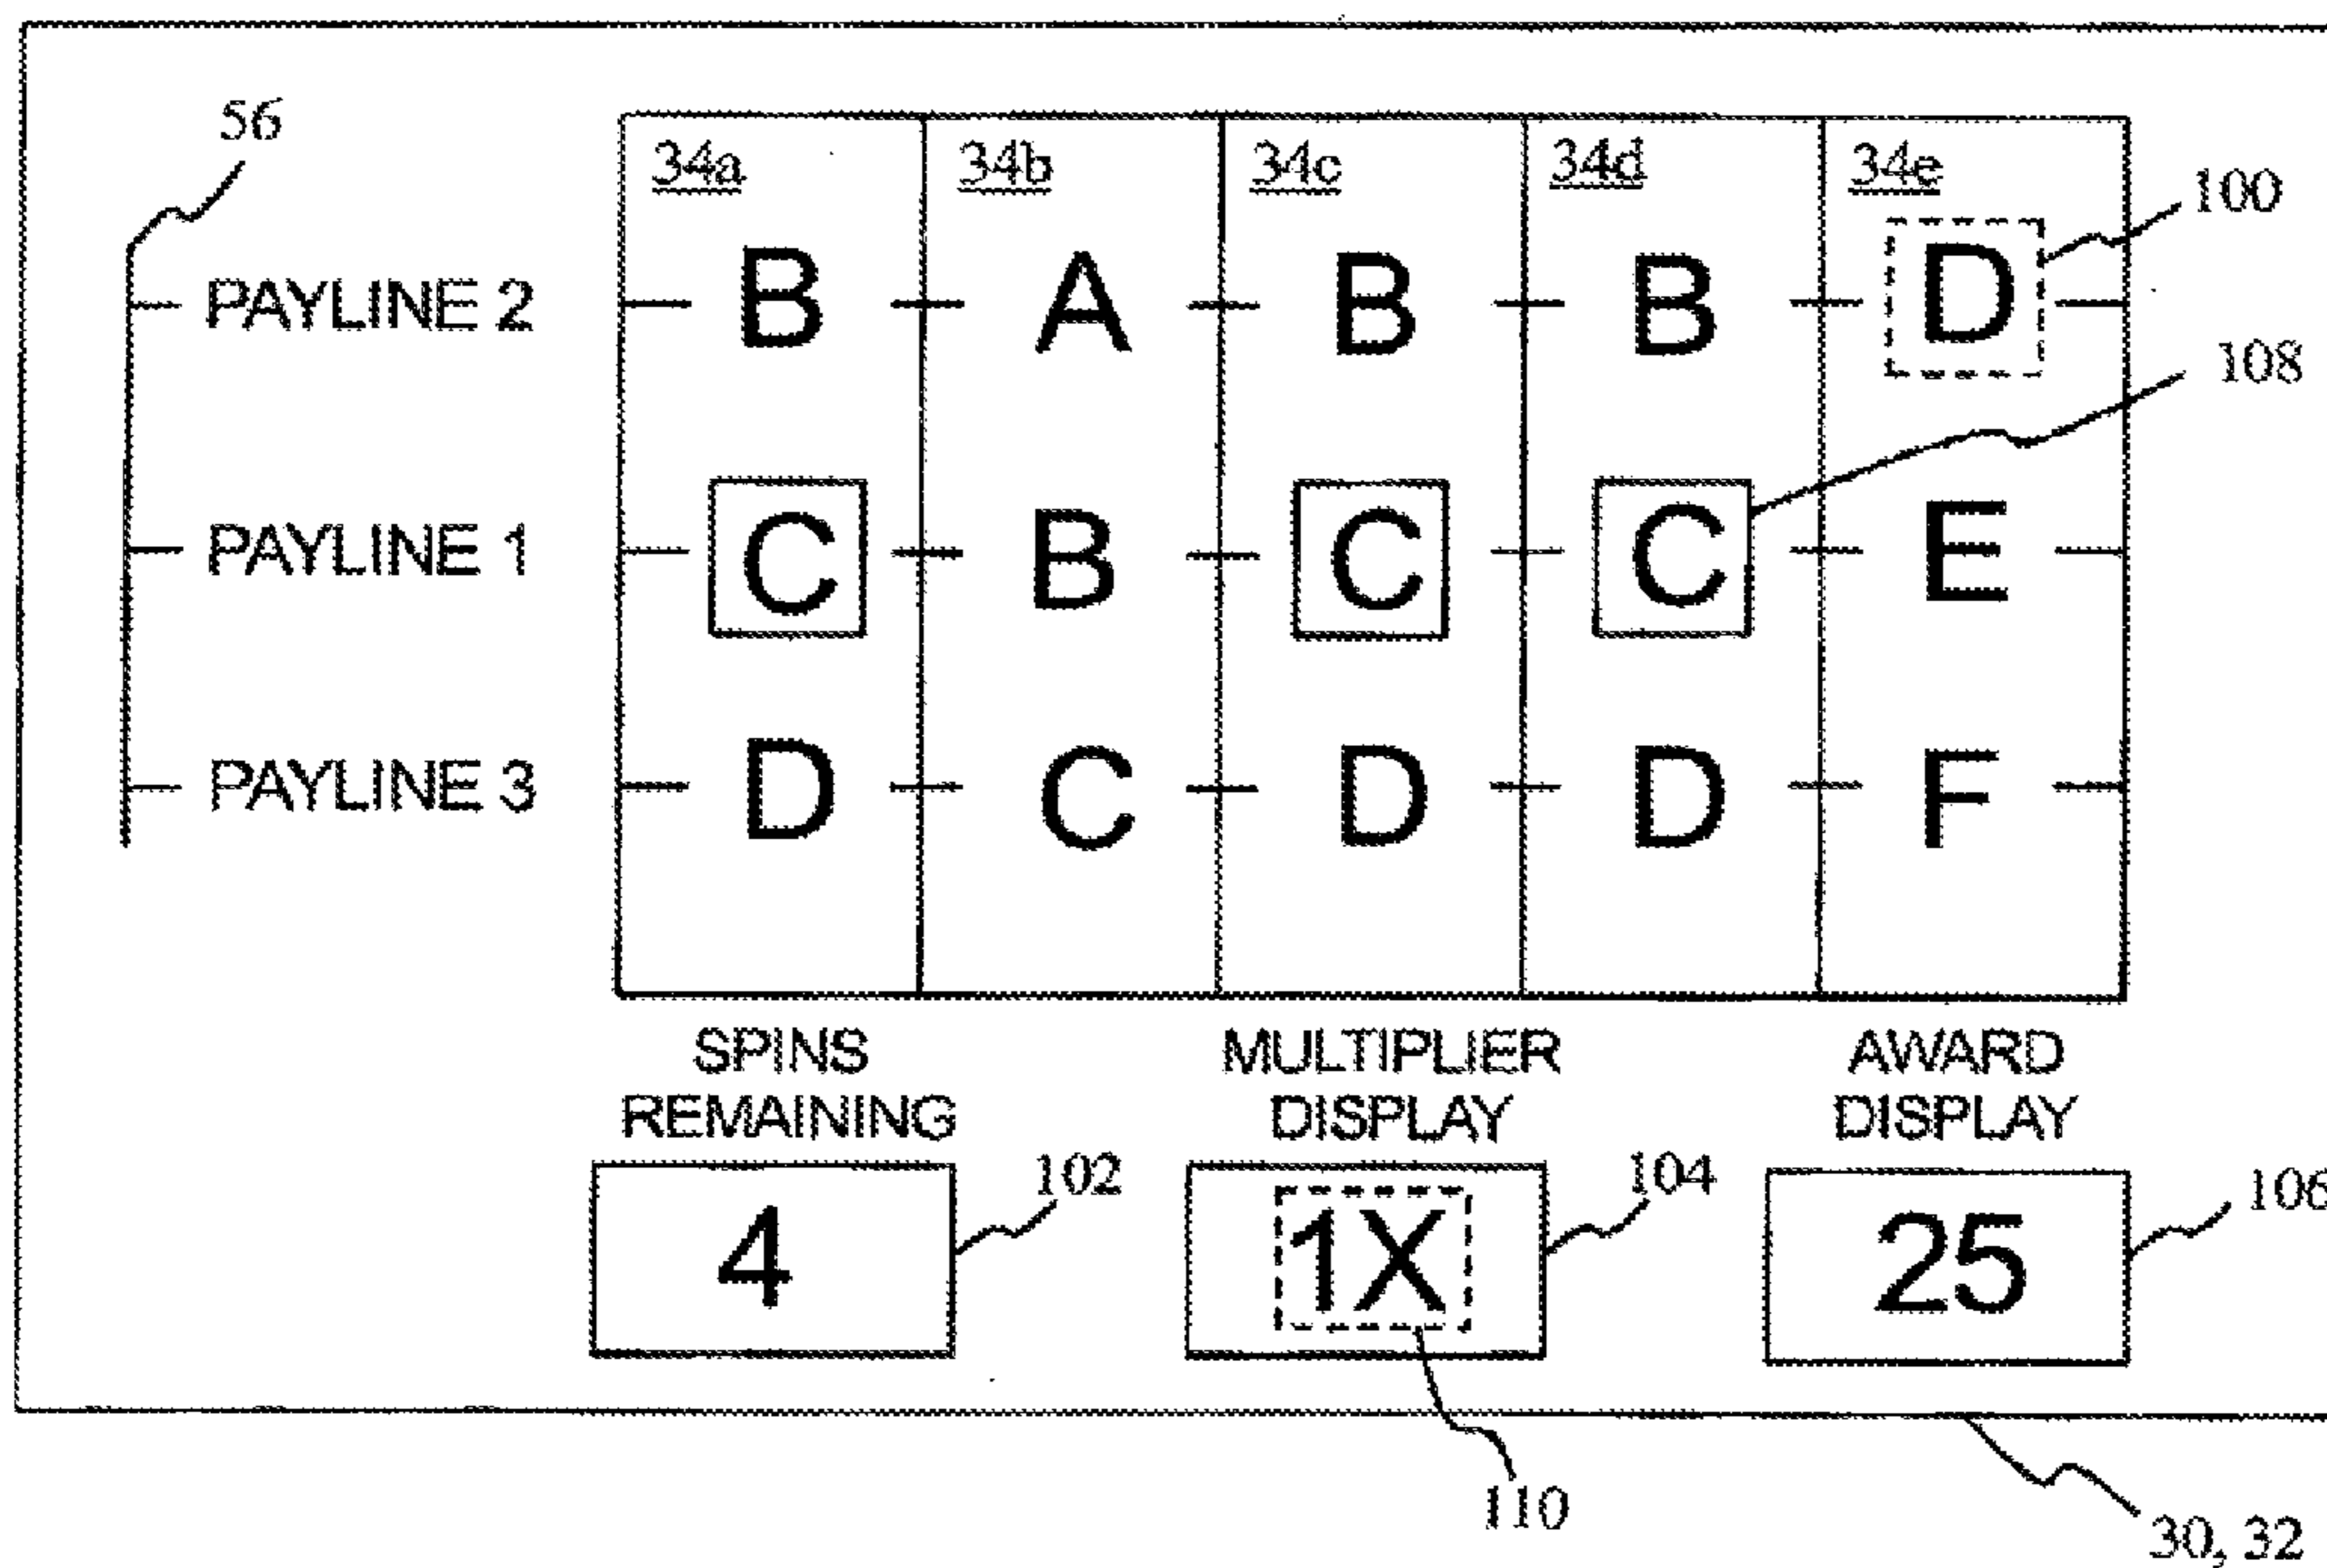 56
34a 34b 34c 34d 34e
100
PAYLINE 2 B A B B D
108
PAYLINE 1 C B C C E
PAYLINE 3 D C D D F
SPINS REMAINING
MULTIPLIER DISPLAY
AWARD DISPLAY
4 102
1X 104
25 106
110
30, 32